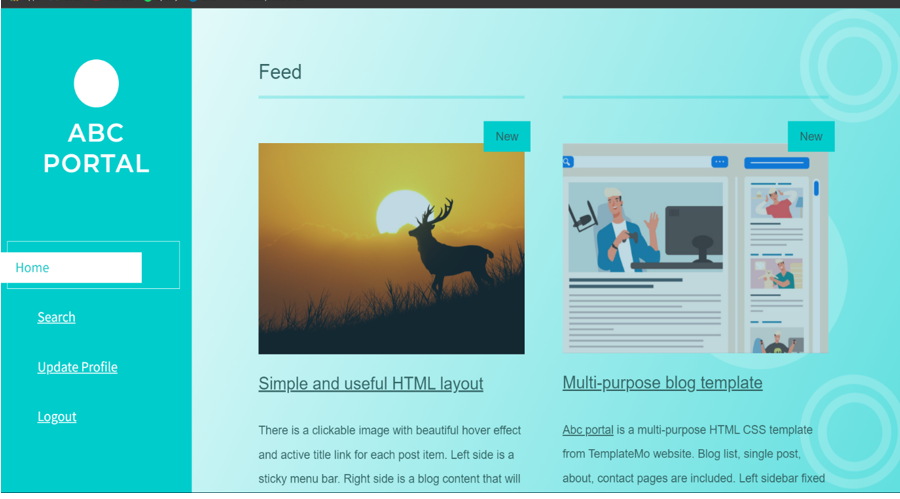 ABC
PORTAL
Home
Search
Update Profile
Logout
Feed
New
Simple and useful HTML layout
There is a clickable image with beautiful hover effect
and active title link for each post item. Left side is a
sticky menu bar. Right side is a blog content that will
New
Multi-purpose blog template
Abc portal is a multi-purpose HTML CSS template
from TemplateMo website. Blog list, single post,
about, contact pages are included. Left sidebar fixed